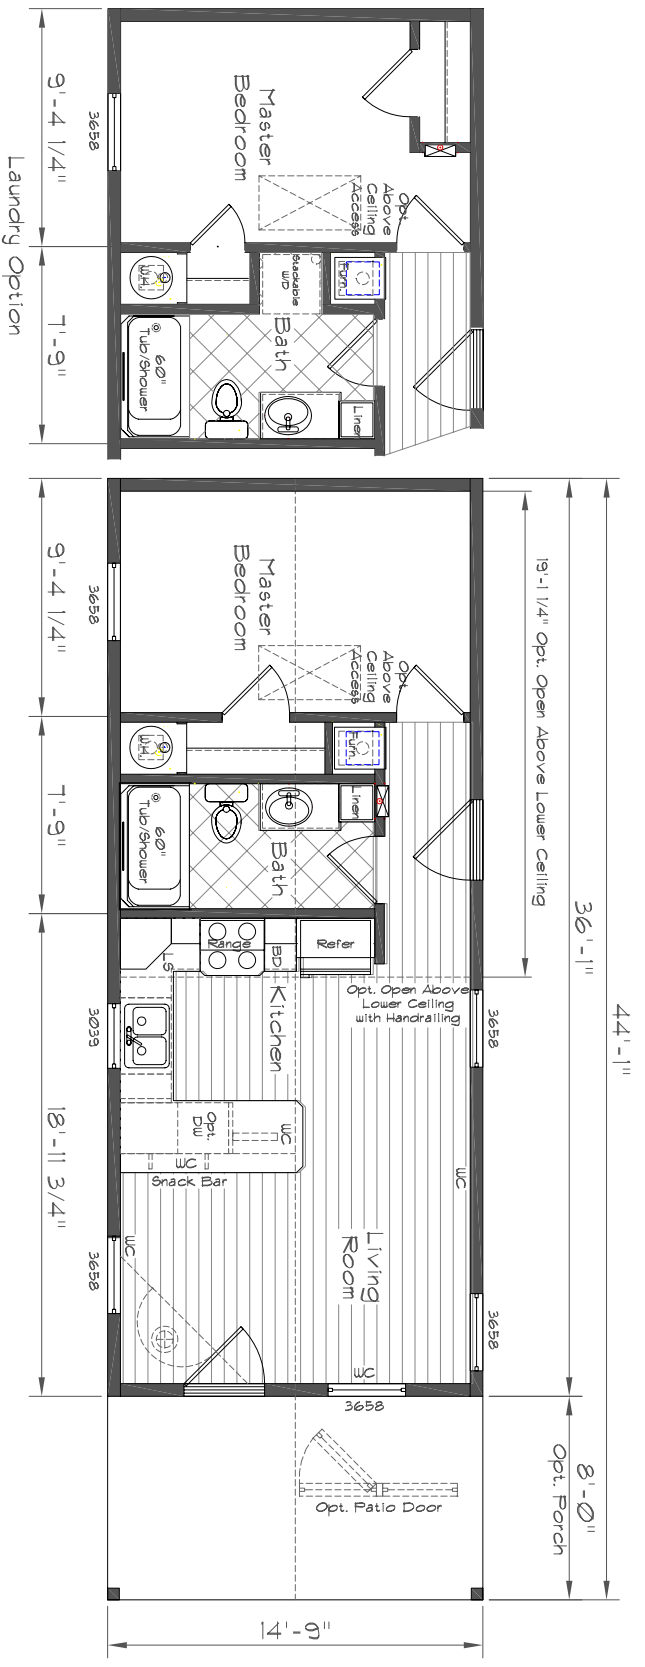 9'-4 1/4"
3658
Master
Bedroom
Opt
Above
Ceiling
Access
Laundry Option
7'-9"
W.H.
Stackable
W/D
Furn.
Bath
60"
Tub/Shower
Linen
9'-4 1/4"
3658
Master
Bedroom
Opt
Above
Ceiling
Access
19'-1 1/4" Opt. Open Above Lower Ceiling
36'-1"
44'-1"
7'-9"
W.H.
Furn.
Linen
60"
Tub/Shower
Bath
LS
Range
BD
Refer
Kitchen
Opt. Open Above
Lower Ceiling
with Handrailing
3039
3658
18'-11 3/4"
Opt.
DW
WC
WC
Snack Bar
WC
Living
Room
WC
3658
3658
WC
3658
Opt. Patio Door
8'-0"
Opt. Porch
14'-9"